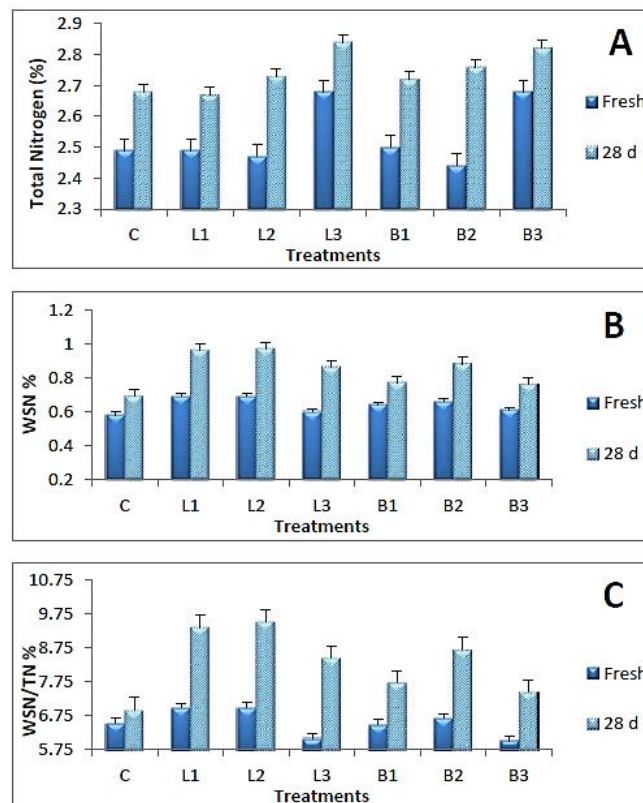 A
Total Nitrogen (%)
2.9
2.8
2.7
2.6
2.5
2.4
2.3
C L1 L2 L3 B1 B2 B3
Treatments
Fresh
28 d
B
WSN %
1.2
1
0.8
0.6
0.4
0.2
C L1 L2 L3 B1 B2 B3
Treatments
Fresh
28 d
C
WSN/TN %
10.75
9.75
8.75
7.75
6.75
5.75
C L1 L2 L3 B1 B2 B3
Treatments
Fresh
28 d